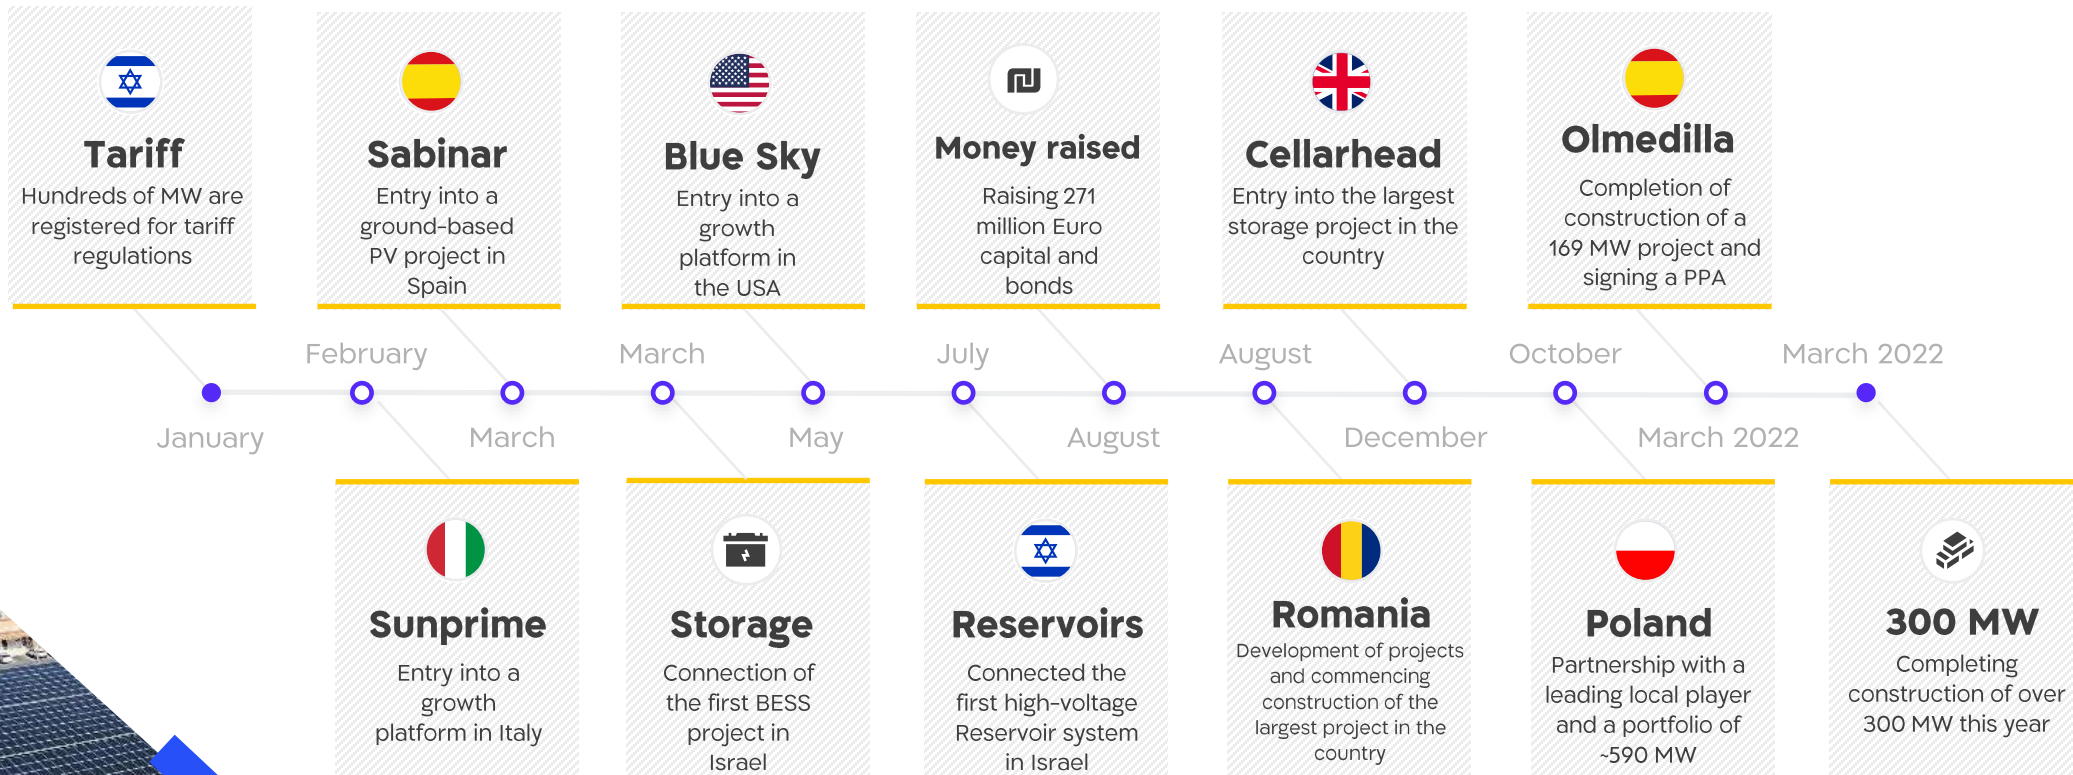 Tariff
Hundreds of MW are
registered for tariff
regulations
Sabinar
Entry into a
ground-based
PV project in
Spain
Blue Sky
Entry into a
growth
platform in
the USA
Money raised
Raising 271
million Euro
capital and
bonds
Cellarhead
Entry into the largest
storage project in the
country
Olmedilla
Completion of
construction of a
169 MW project and
signing a PPA
February
March
July
August
October
March 2022
January
March
May
August
December
March 2022
Sunprime
Entry into a
growth
platform in Italy
Storage
Connection of
the first BESS
project in
Israel
Reservoirs
Connected the
first high-voltage
Reservoir system
in Israel
Romania
Development of projects
and commencing
construction of the
largest project in the
country
Poland
Partnership with a
leading local player
and a portfolio of
~590 MW
300 MW
Completing
construction of over
300 MW this year